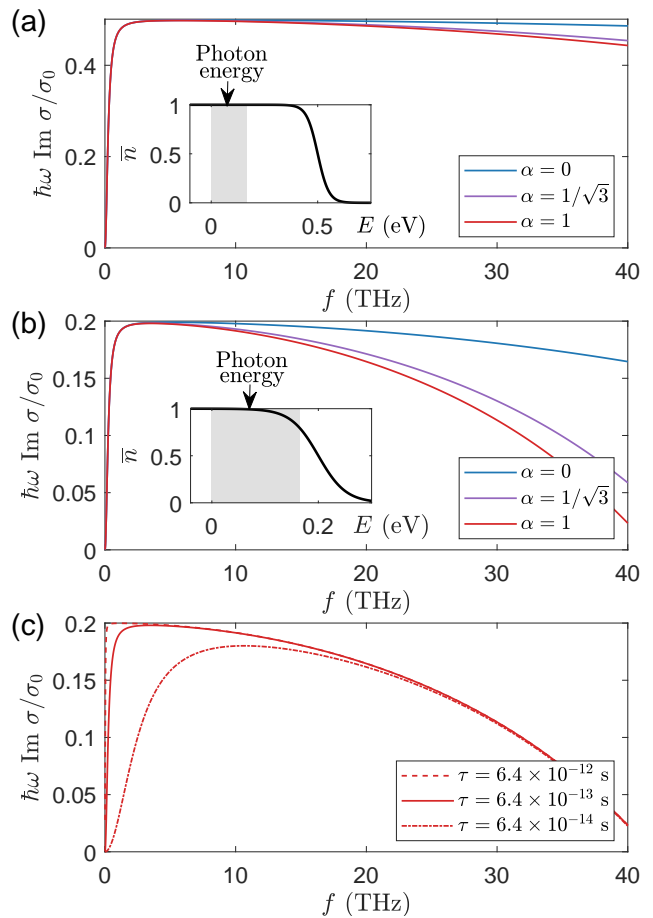 (a)
ħω Im σ/σ₀
0.4
0.2
0
Photon
energy
n̅
1
0.5
0
0
0.5
E (eV)
α = 0
α = 1/√3
α = 1
0
10
20
30
40
f (THz)
(b)
ħω Im σ/σ₀
0.2
0.15
0.1
0.05
0
Photon
energy
n̅
1
0.5
0
0
0.2
E (eV)
α = 0
α = 1/√3
α = 1
0
10
20
30
40
f (THz)
(c)
ħω Im σ/σ₀
0.2
0.15
0.1
0.05
0
τ = 6.4 × 10⁻¹² s
τ = 6.4 × 10⁻¹³ s
τ = 6.4 × 10⁻¹⁴ s
0
10
20
30
40
f (THz)